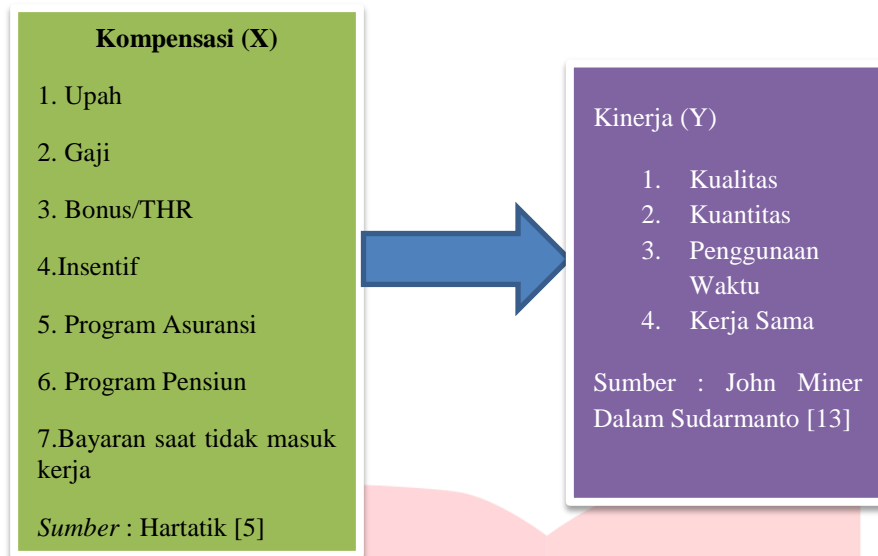 Kompensasi (X)
1. Upah
2. Gaji
3. Bonus/THR
4.Insentif
5. Program Asuransi
6. Program Pensiun
7.Bayaran saat tidak masuk
kerja
Sumber : Hartatik [5]
Kinerja (Y)
1. Kualitas
2. Kuantitas
3. Penggunaan
Waktu
4. Kerja Sama
Sumber : John Miner
Dalam Sudarmanto [13]